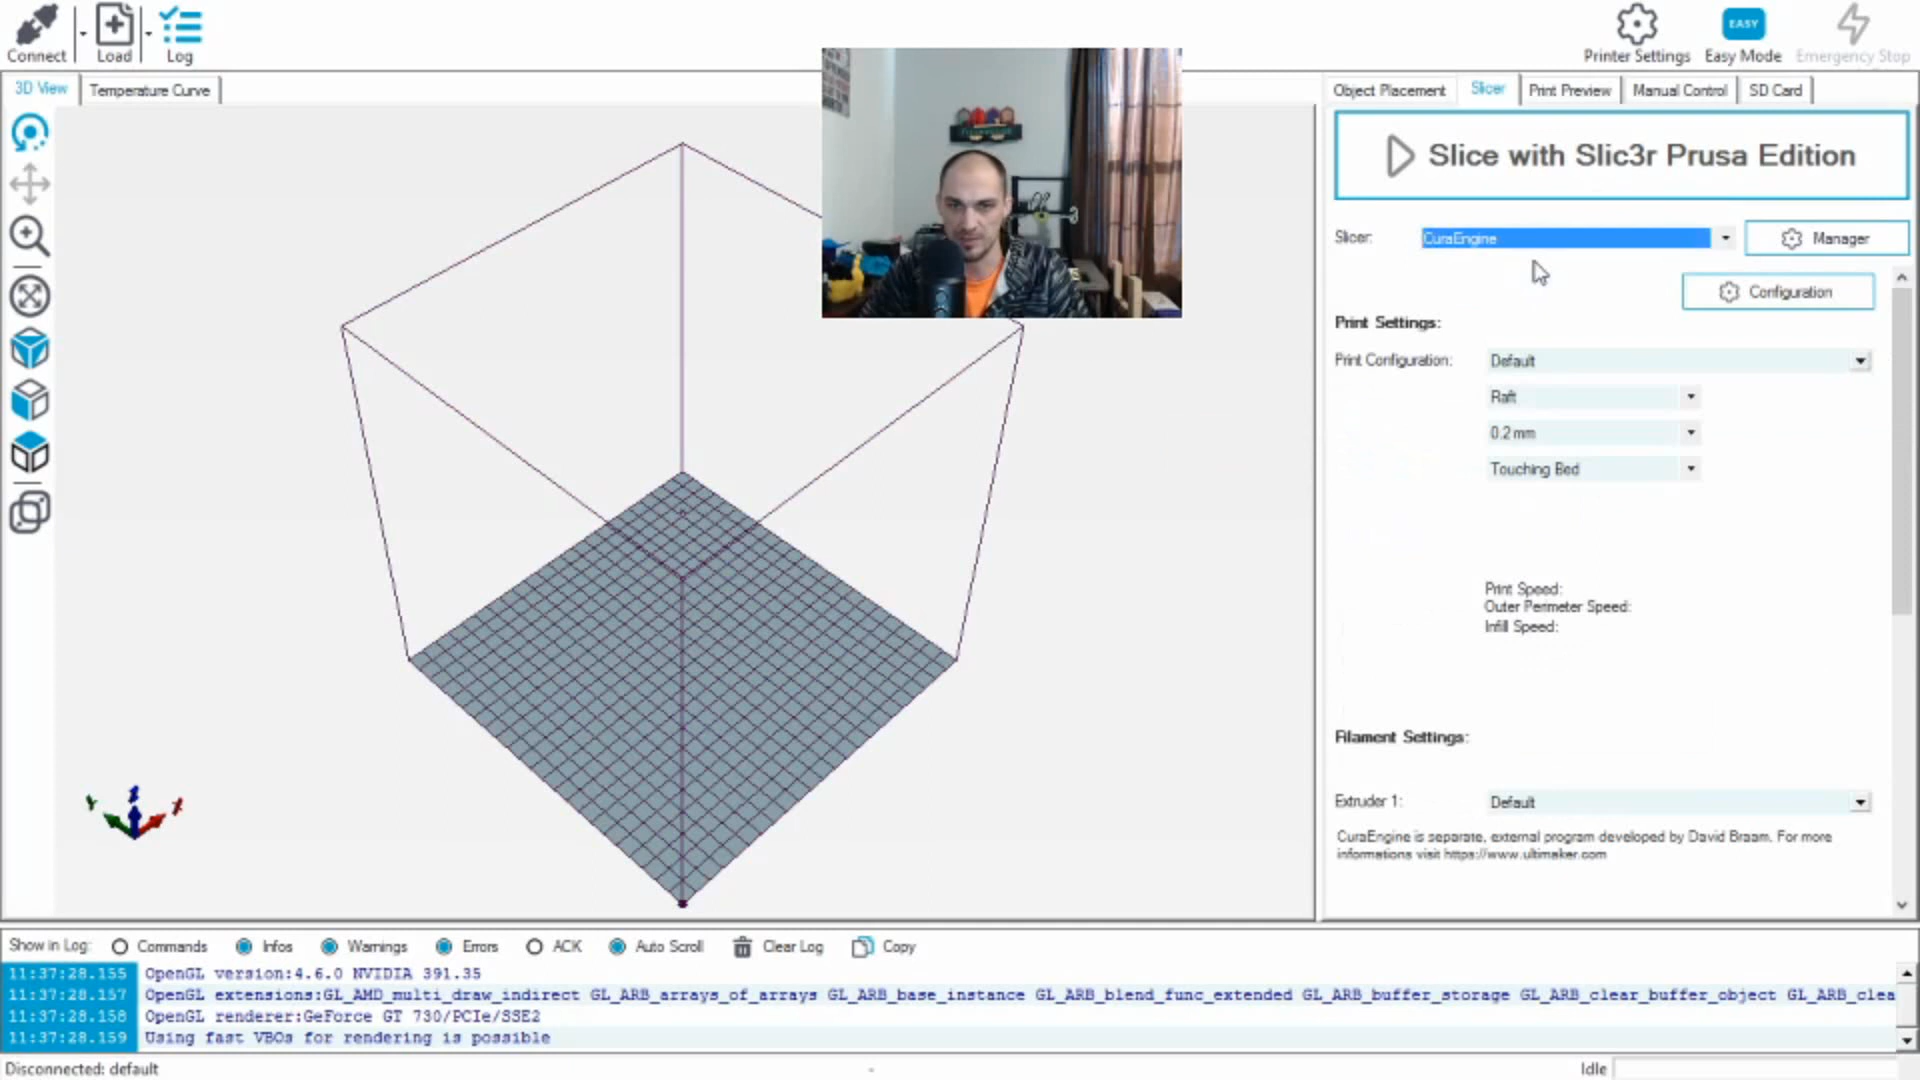 Connect
Load
Log
Printer Settings
EASY
Easy Mode
Emergency Stop
3D View
Temperature Curve
Object Placement
Slicer
Print Preview
Manual Control
SD Card
Slice with Slic3r Prusa Edition
Slicer:
CuraEngine
Manager
Configuration
Print Settings:
Print Configuration:
Default
Raft
0.2 mm
Touching Bed
Print Speed:
Outer Perimeter Speed:
Infill Speed:
Filament Settings:
Extruder 1:
Default
CuraEngine is separate, external program developed by David Braam. For more
informations visit https://www.ultimaker.com
Show in Log:
Commands
Infos
Warnings
Errors
ACK
Auto Scroll
Clear Log
Copy
11:37:28.155 OpenGL version:4.6.0 NVIDIA 391.35
11:37:28.157 OpenGL extensions:GL_AMD_multi_draw_indirect GL_ARB_arrays_of_arrays GL_ARB_base_instance GL_ARB_blend_func_extended GL_ARB_buffer_storage GL_ARB_clear_buffer_object GL_ARB_clea
11:37:28.158 OpenGL renderer:GeForce GT 730/PCIe/SSE2
11:37:28.159 Using fast VBOs for rendering is possible
Disconnected: default
-
Idle